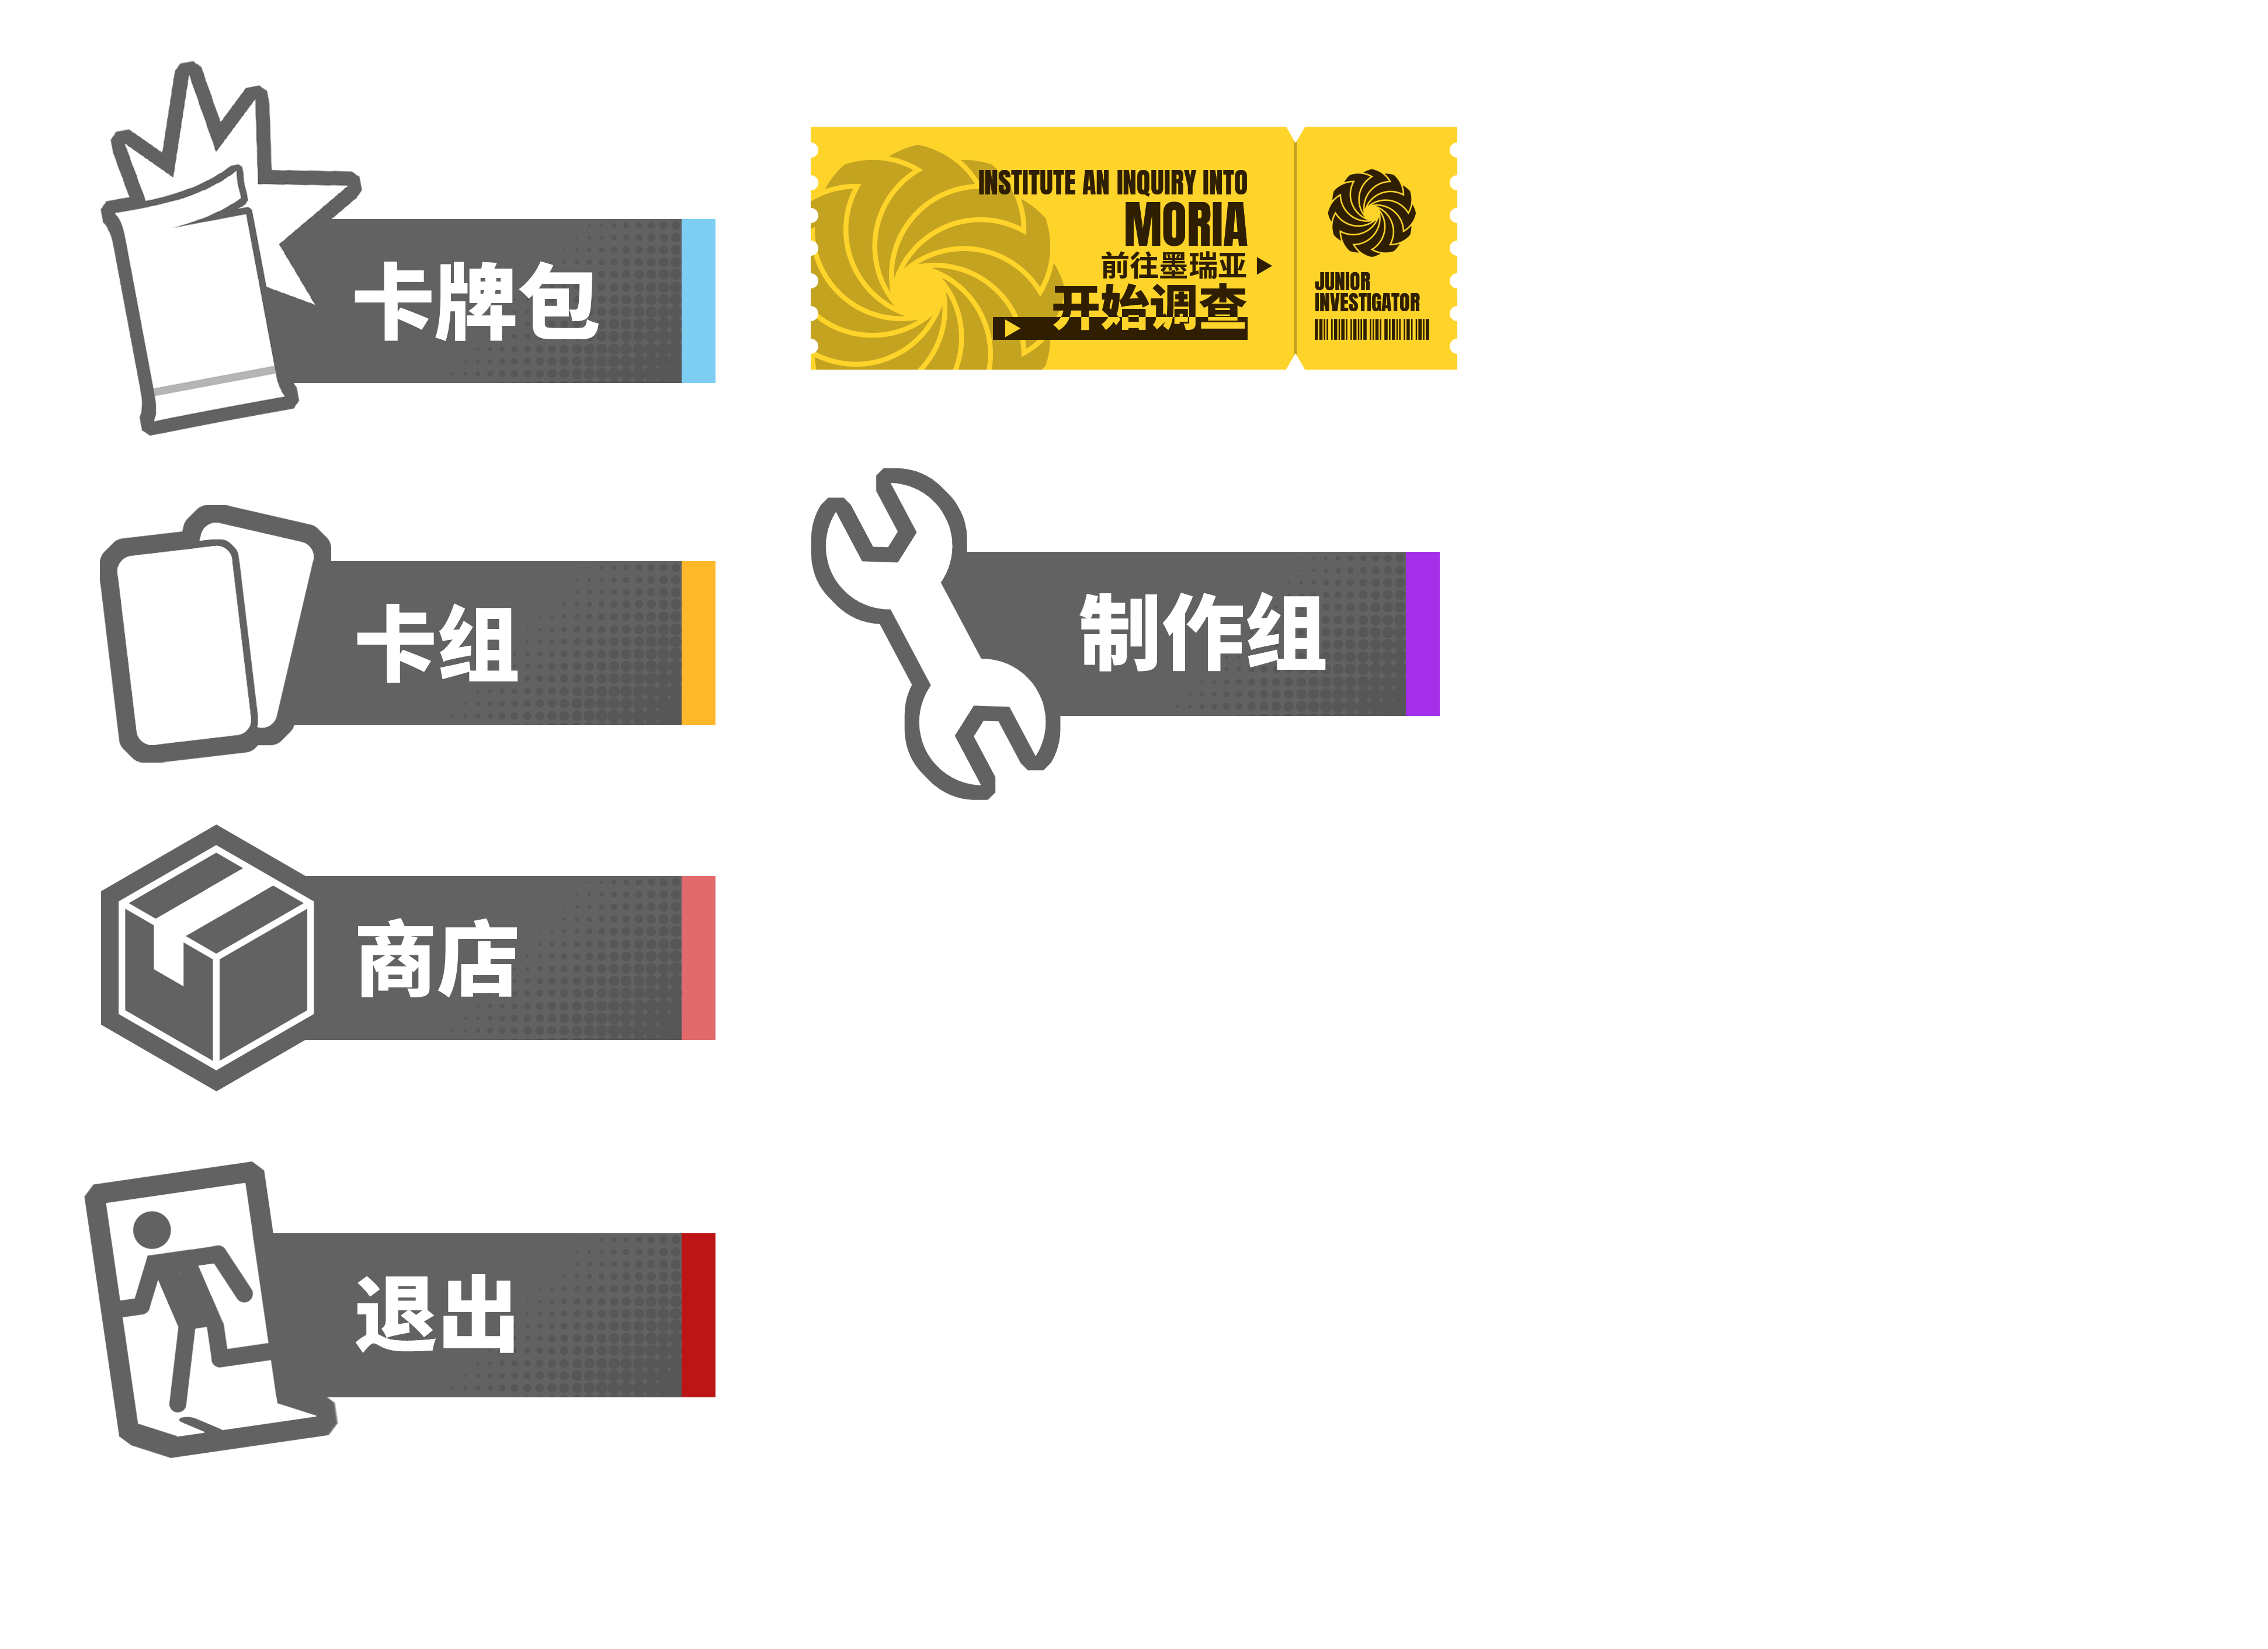 卡牌包
INSTITUTE AN INQUIRY INTO
MORIA
前往墨瑞亚
开始调查
JUNIOR
INVESTIGATOR
卡组
制作组
商店
退出